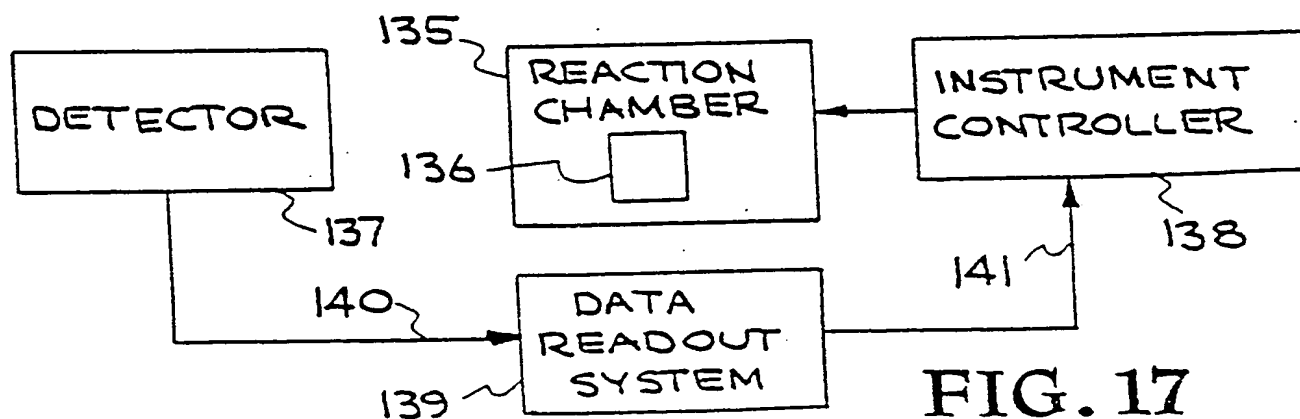 135
REACTION
CHAMBER
136
INSTRUMENT
CONTROLLER
DETECTOR
137
138
141
140
DATA
READOUT
SYSTEM
139
FIG. 17